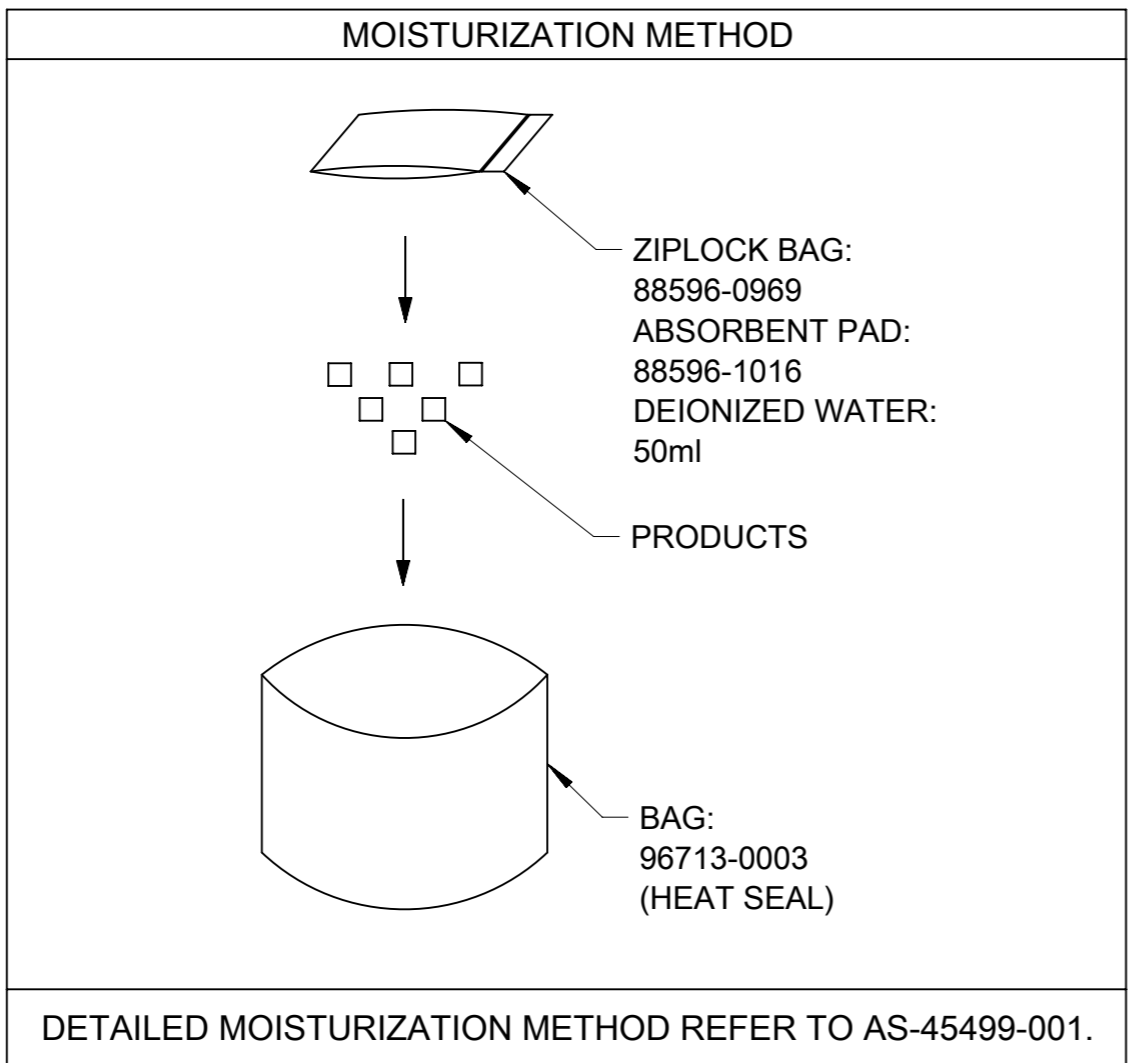 MOISTURIZATION METHOD
ZIPLOCK BAG:
88596-0969
ABSORBENT PAD:
88596-1016
DEIONIZED WATER:
50ml
PRODUCTS
BAG:
96713-0003
(HEAT SEAL)
DETAILED MOISTURIZATION METHOD REFER TO AS-45499-001.